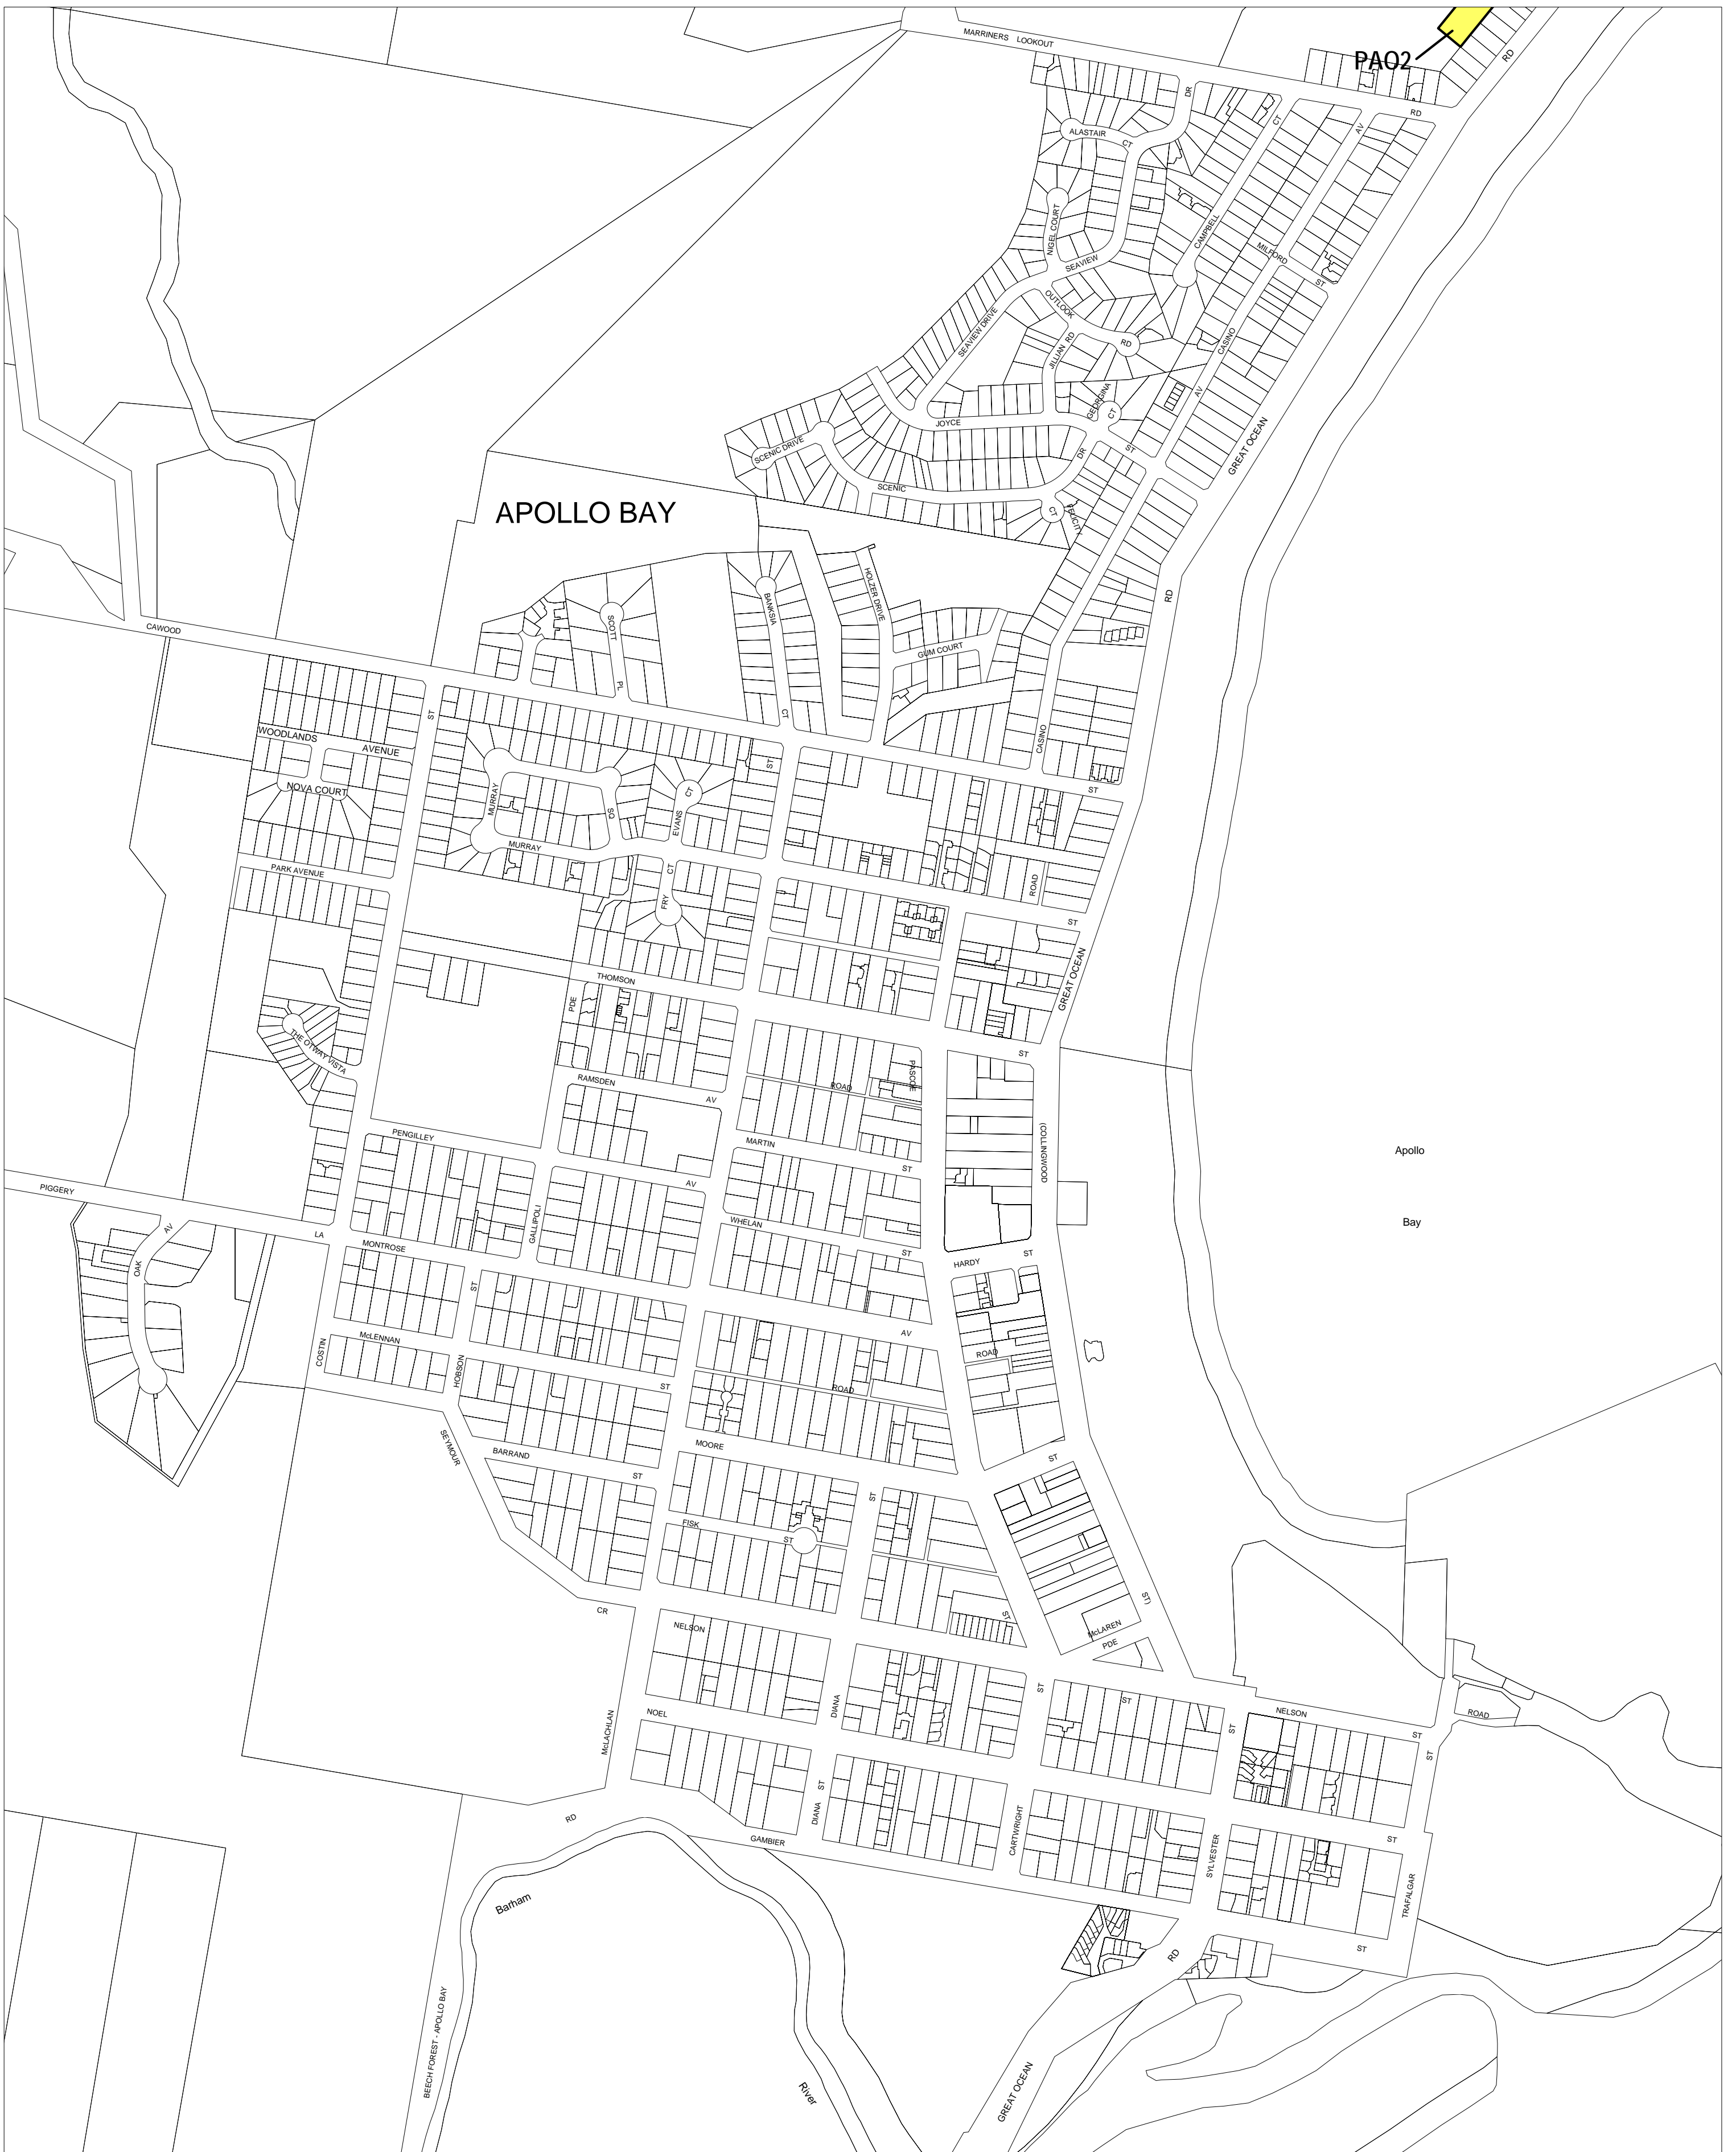 MARRINERS LOOKOUT
PAO2
RD
RD
DR
ALASTAIR
CT
CT
AV
NIGEL COURT
CAMPBELL
MILFORD
ST
SEAVIEW
OUTLOOK
SEAVIEW DRIVE
JILLIAN RD
RD
CASINO
AV
GEORGINA
CT
JOYCE
ST
SCENIC DRIVE
DR
GREAT OCEAN
SCENIC
CT
FELICITY
APOLLO BAY
HOLZER DRIVE
BANKSIA
SCOTT
RD
CAWOOD
GUM COURT
PL
CT
ST
CASINO
WOODLANDS
AVENUE
ST
NOVA COURT
MURRAY
SQ
EVANS
CT
ST
MURRAY
PARK AVENUE
CT
FRY
ROAD
ST
THOMSON
PDE
GREAT OCEAN
THE OTWAY VISTA
ST
RAMSDEN
AV
ROAD
PASCOE
PENGILLEY
MARTIN
ST
(COLLINGWOOD
Apollo
PIGGERY
AV
AV
GALLIPOLI
WHELAN
ST
Bay
LA
MONTROSE
HARDY
ST
OAK
ST
COSTIN
McLENNAN
AV
ROAD
HOBSON
ST
ROAD
SEYMOUR
BARRAND
MOORE
ST
ST
ST
FISK
ST
CR
NELSON
ST
ST)
McLAREN
PDE
McLACHLAN
NOEL
DIANA
ST
ST
ST
NELSON
ST
ST
ROAD
RD
DIANA
ST
GAMBIER
CARTWRIGHT
SYLVESTER
ST
TRAFALGAR
Barham
RD
ST
BEECH FOREST - APOLLO BAY
River
GREAT OCEAN